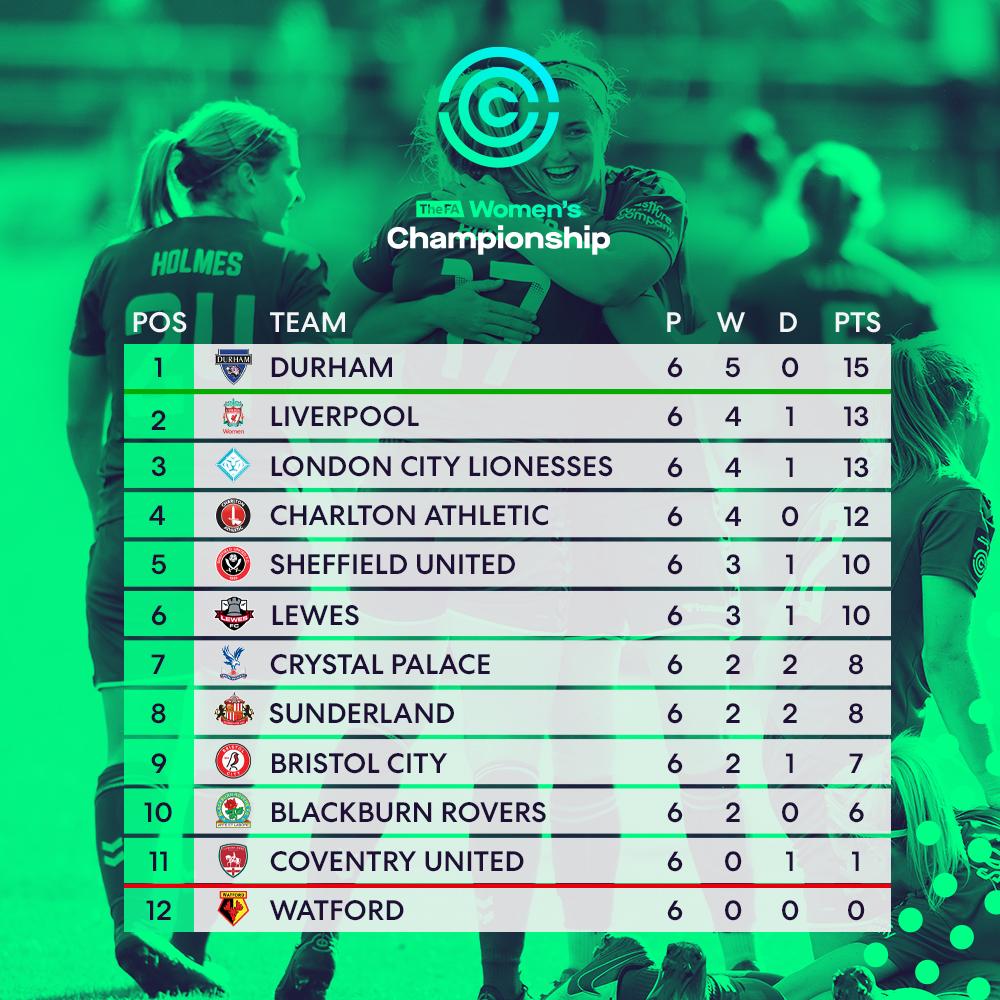 The FA Women's
Championship
HOLMES
17
POS TEAM P W D PTS
1 DURHAM 6 5 0 15
2 LIVERPOOL 6 4 1 13
3 LONDON CITY LIONESSES 6 4 1 13
4 CHARLTON ATHLETIC 6 4 0 12
5 SHEFFIELD UNITED 6 3 1 10
6 LEWES 6 3 1 10
7 CRYSTAL PALACE 6 2 2 8
8 SUNDERLAND 6 2 2 8
9 BRISTOL CITY 6 2 1 7
10 BLACKBURN ROVERS 6 2 0 6
11 COVENTRY UNITED 6 0 1 1
12 WATFORD 6 0 0 0